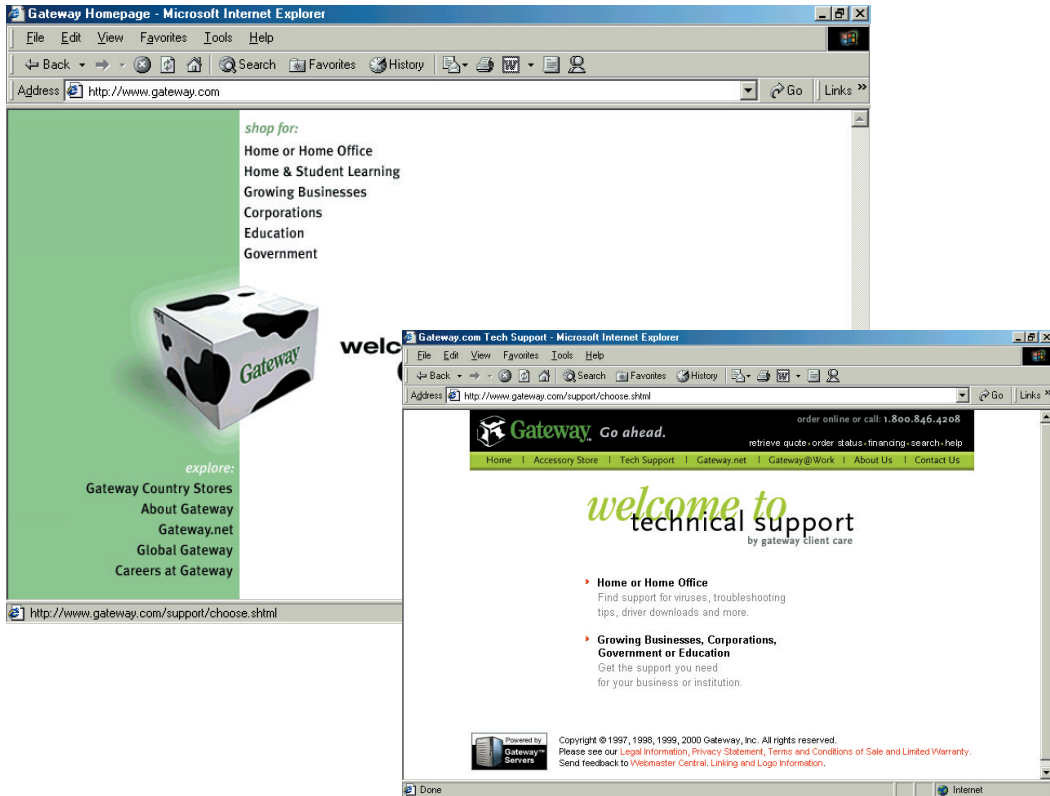 Gateway Homepage - Microsoft Internet Explorer
File Edit View Favorites Tools Help
Back Search Favorites History
Address http://www.gateway.com Go Links »
shop for:
Home or Home Office
Home & Student Learning
Growing Businesses
Corporations
Education
Government
Gateway
welc
explore:
Gateway Country Stores
About Gateway
Gateway.net
Global Gateway
Careers at Gateway
http://www.gateway.com/support/choose.shtml
Gateway.com Tech Support - Microsoft Internet Explorer
File Edit View Favorites Tools Help
Back Search Favorites History
Address http://www.gateway.com/support/choose.shtml Go Links »
order online or call: 1.800.846.4208
Gateway™ Go ahead.
retrieve quote • order status • financing • search • help
Home | Accessory Store | Tech Support | Gateway.net | Gateway@Work | About Us | Contact Us
welcome to
technical support
by gateway client care
Home or Home Office
Find support for viruses, troubleshooting
tips, driver downloads and more.
Growing Businesses, Corporations,
Government or Education
Get the support you need
for your business or institution.
Powered by
Gateway™
Servers
Copyright © 1997, 1998, 1999, 2000 Gateway, Inc. All rights reserved.
Please see our Legal Information, Privacy Statement, Terms and Conditions of Sale and Limited Warranty.
Send feedback to Webmaster Central. Linking and Logo Information.
Done Internet